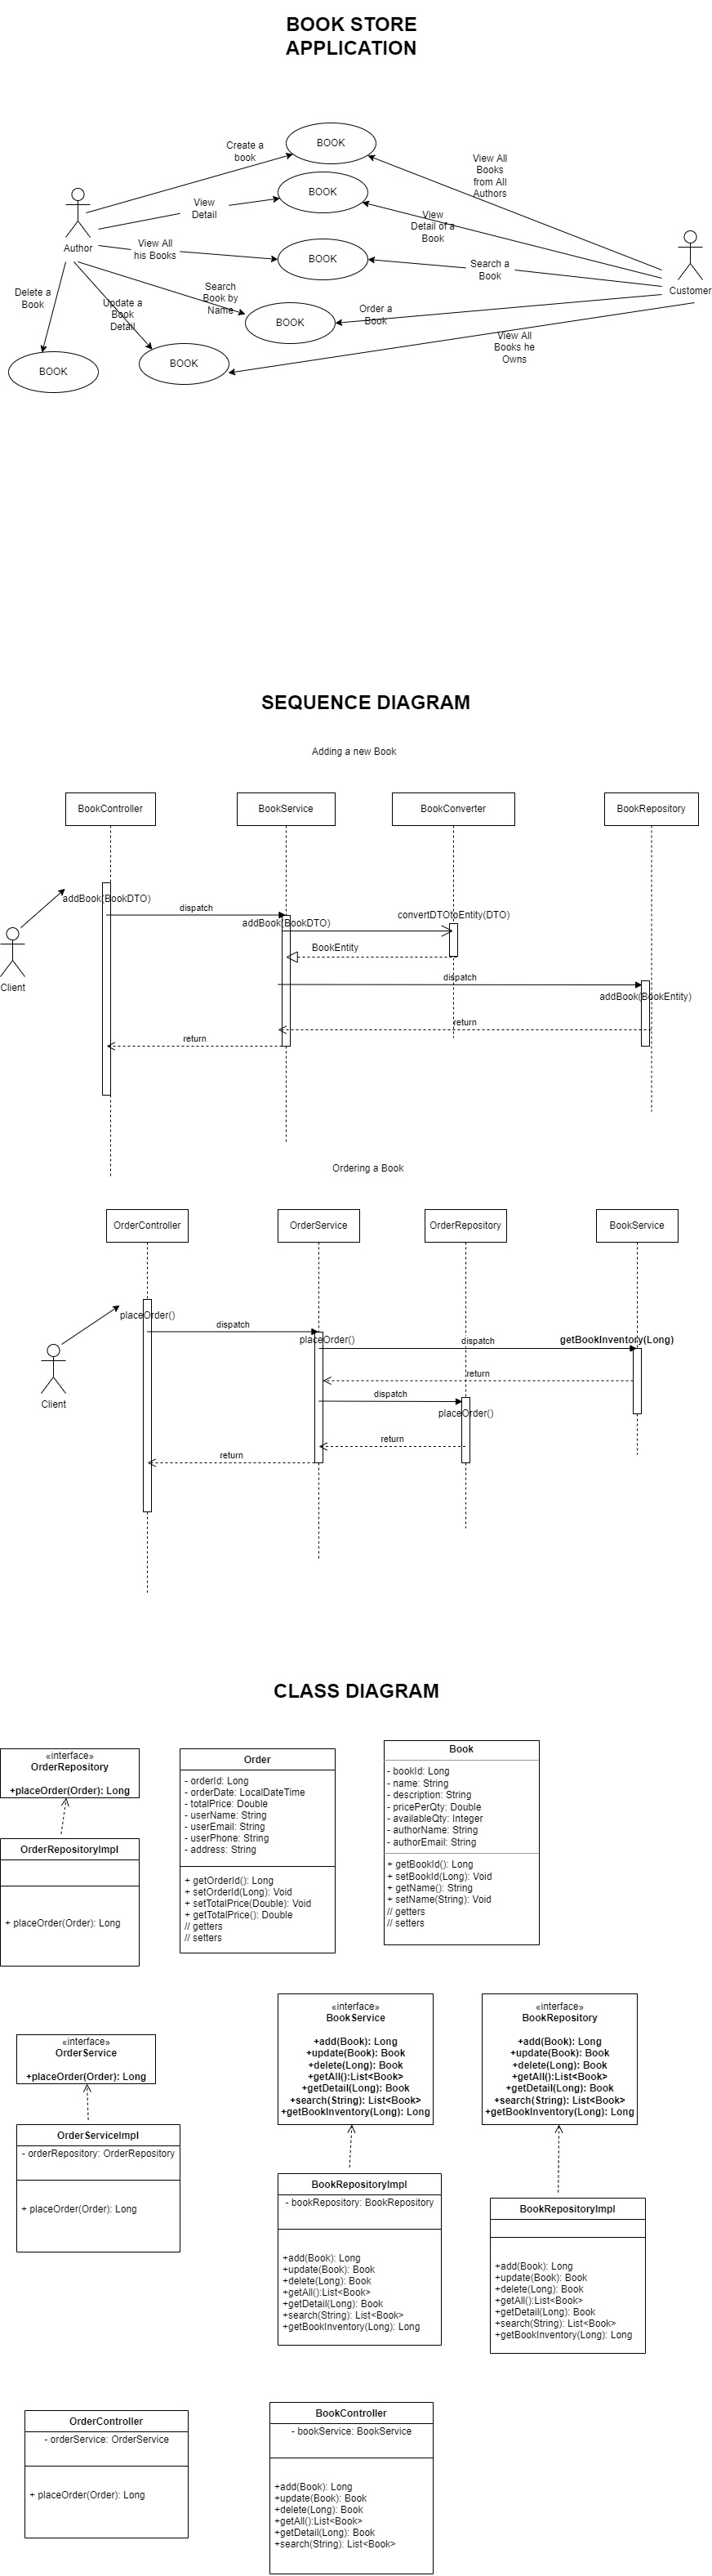 BOOK STORE
APPLICATION
Create a
book
BOOK
View All
Books
from All
Authors
View
Detail
BOOK
View
Detail of a
Book
Author
View All
his Books
BOOK
Search a
Book
Customer
Delete a
Book
Update a
Book
Detail
Search
Book by
Name
BOOK
Order a
Book
View All
Books he
Owns
BOOK
BOOK
SEQUENCE DIAGRAM
Adding a new Book
BookController
BookService
BookConverter
BookRepository
addBook(BookDTO)
dispatch
addBook(BookDTO)
convertDTOtoEntity(DTO)
BookEntity
Client
dispatch
addBook(BookEntity)
return
return
Ordering a Book
OrderController
OrderService
OrderRepository
BookService
placeOrder()
dispatch
placeOrder()
dispatch
getBookInventory(Long)
return
Client
dispatch
placeOrder()
return
return
CLASS DIAGRAM
«interface»
OrderRepository
+placeOrder(Order): Long
OrderRepositoryImpl
+ placeOrder(Order): Long
Order
- orderId: Long
- orderDate: LocalDateTime
- totalPrice: Double
- userName: String
- userEmail: String
- userPhone: String
- address: String
+ getOrderId(): Long
+ setOrderId(Long): Void
+ setTotalPrice(Double): Void
+ getTotalPrice(): Double
// getters
// setters
Book
- bookId: Long
- name: String
- description: String
- pricePerQty: Double
- availableQty: Integer
- authorName: String
- authorEmail: String
+ getBookId(): Long
+ setBookId(Long): Void
+ getName(): String
+ setName(String): Void
// getters
// setters
«interface»
OrderService
+placeOrder(Order): Long
OrderServiceImpl
- orderRepository: OrderRepository
+ placeOrder(Order): Long
«interface»
BookService
+add(Book): Long
+update(Book): Book
+delete(Long): Book
+getAll():List<Book>
+getDetail(Long): Book
+search(String): List<Book>
+getBookInventory(Long): Long
«interface»
BookRepository
+add(Book): Long
+update(Book): Book
+delete(Long): Book
+getAll():List<Book>
+getDetail(Long): Book
+search(String): List<Book>
+getBookInventory(Long): Long
BookRepositoryImpl
- bookRepository: BookRepository
+add(Book): Long
+update(Book): Book
+delete(Long): Book
+getAll():List<Book>
+getDetail(Long): Book
+search(String): List<Book>
+getBookInventory(Long): Long
BookRepositoryImpl
+add(Book): Long
+update(Book): Book
+delete(Long): Book
+getAll():List<Book>
+getDetail(Long): Book
+search(String): List<Book>
+getBookInventory(Long): Long
OrderController
- orderService: OrderService
+ placeOrder(Order): Long
BookController
- bookService: BookService
+add(Book): Long
+update(Book): Book
+delete(Long): Book
+getAll():List<Book>
+getDetail(Long): Book
+search(String): List<Book>